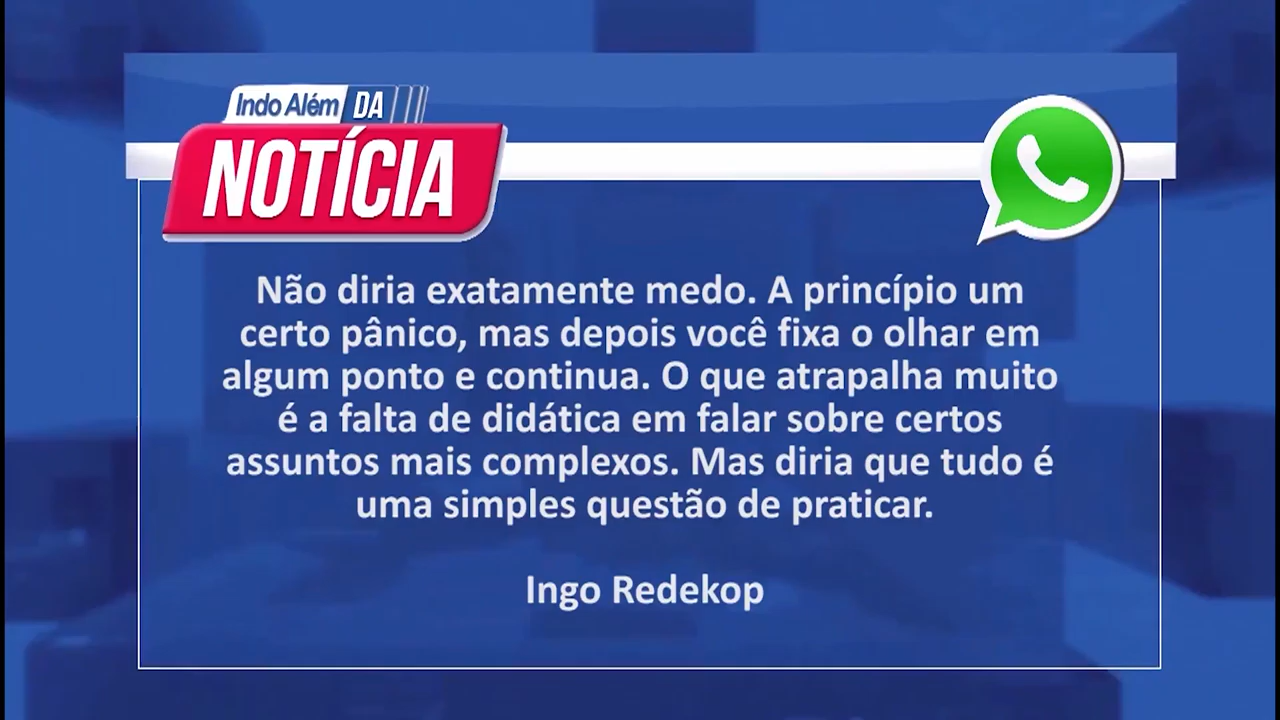 Indo Além DA
NOTÍCIA
Não diria exatamente medo. A princípio um
certo pânico, mas depois você fixa o olhar em
algum ponto e continua. O que atrapalha muito
é a falta de didática em falar sobre certos
assuntos mais complexos. Mas diria que tudo é
uma simples questão de praticar.
Ingo Redekop